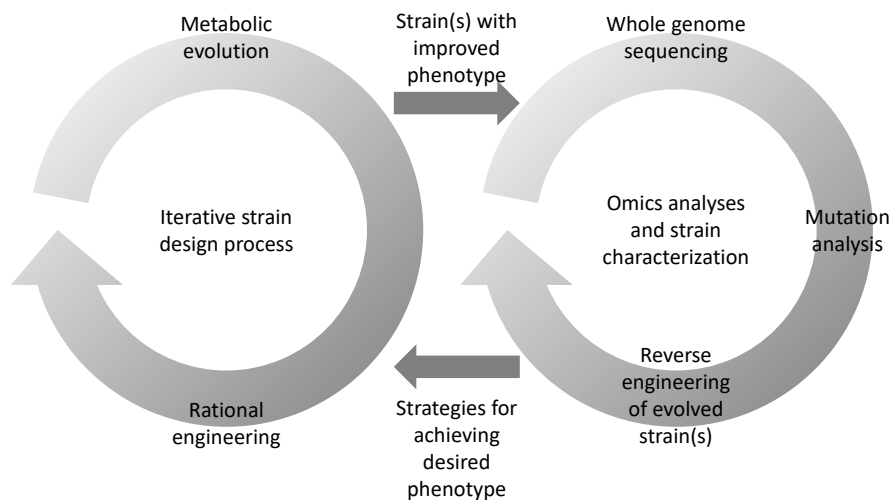 Metabolic
evolution
Strain(s) with
improved
phenotype
Whole genome
sequencing
Iterative strain
design process
Omics analyses
and strain
characterization
Mutation
analysis
Rational
engineering
Strategies for
achieving
desired
phenotype
Reverse
engineering
of evolved
strain(s)